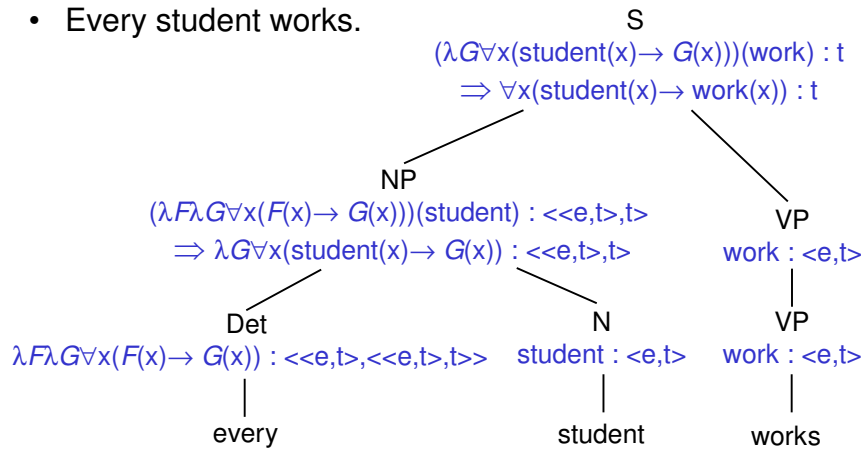 • Every student works.
S
(λG∀x(student(x)→ G(x)))(work) : t
⇒ ∀x(student(x)→ work(x)) : t
NP
(λFλG∀x(F(x)→ G(x)))(student) : <<e,t>,t>
⇒ λG∀x(student(x)→ G(x)) : <<e,t>,t>
VP
work : <e,t>
Det
λFλG∀x(F(x)→ G(x)) : <<e,t>,<<e,t>,t>>
N
student : <e,t>
VP
work : <e,t>
every
student
works